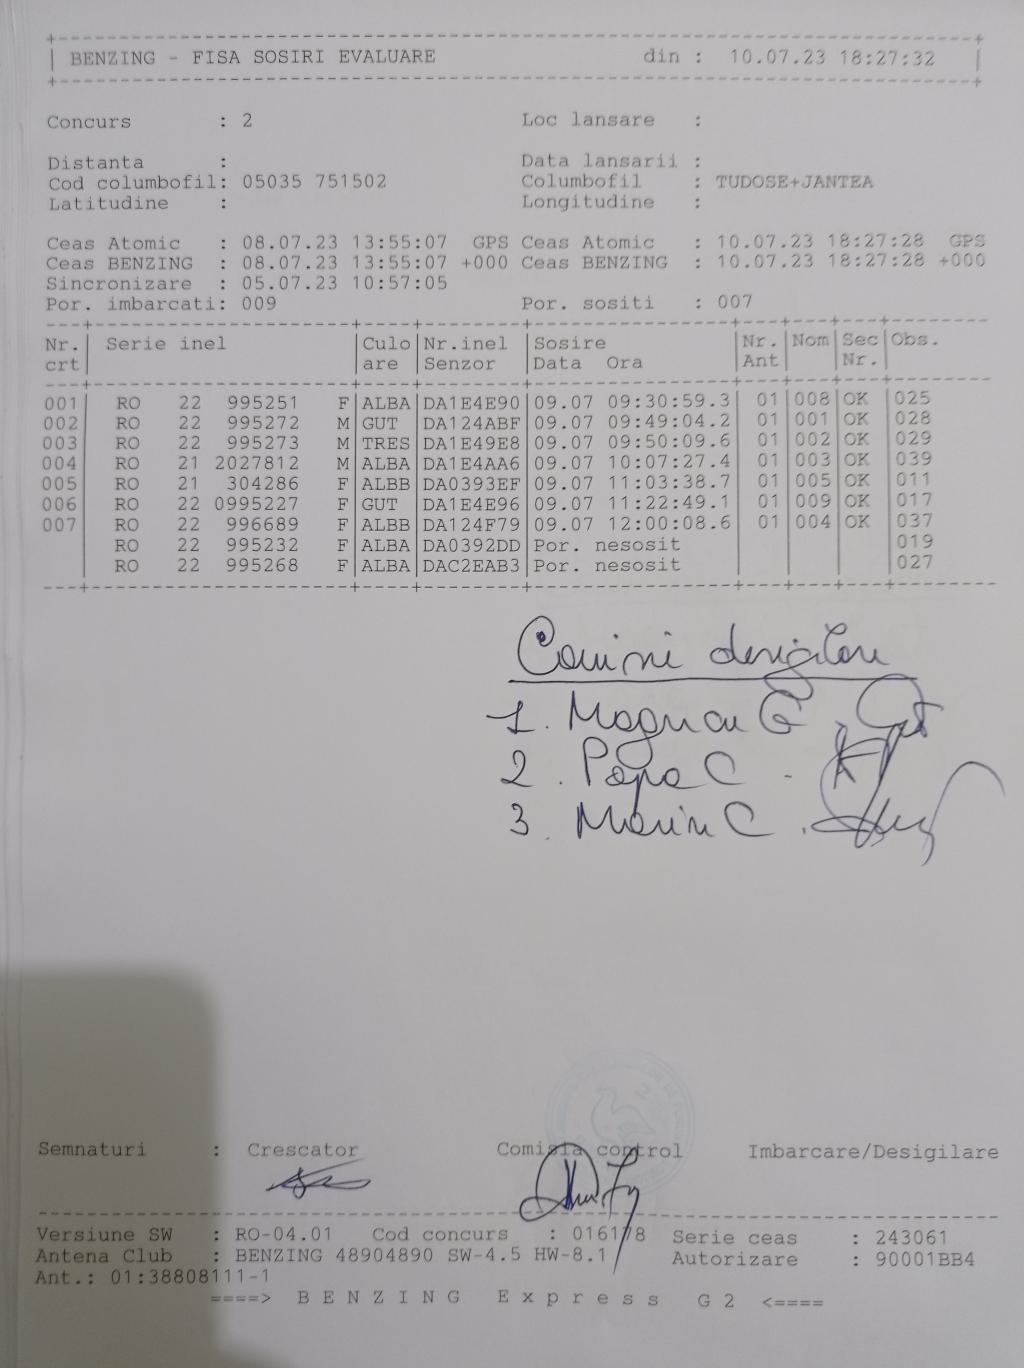 BENZING - FISA SOSIRI EVALUARE din : 10.07.23 18:27:32
Concurs : 2 Loc lansare :
Distanta : Data lansarii :
Cod columbofil: 05035 751502 Columbofil : TUDOSE+JANTEA
Latitudine : Longitudine :
Ceas Atomic : 08.07.23 13:55:07 GPS Ceas Atomic : 10.07.23 18:27:28 GPS
Ceas BENZING : 08.07.23 13:55:07 +000 Ceas BENZING : 10.07.23 18:27:28 +000
Sincronizare : 05.07.23 10:57:05
Por. imbarcati: 009 Por. sositi : 007
Nr. Serie inel Culo Nr.inel Sosire Nr. Nom Sec Obs.
crt are Senzor Data Ora Ant Nr.
001 RO 22 995251 F ALBA DA1E4E90 09.07 09:30:59.3 01 008 OK 025
002 RO 22 995272 M GUT DA124ABF 09.07 09:49:04.2 01 001 OK 028
003 RO 22 995273 M TRES DA1E49E8 09.07 09:50:09.6 01 002 OK 029
004 RO 21 2027812 M ALBA DA1E4AA6 09.07 10:07:27.4 01 003 OK 039
005 RO 21 304286 F ALBB DA0393EF 09.07 11:03:38.7 01 005 OK 011
006 RO 22 0995227 F GUT DA1E4E96 09.07 11:22:49.1 01 009 OK 017
007 RO 22 996689 F ALBB DA124F79 09.07 12:00:08.6 01 004 OK 037
RO 22 995232 F ALBA DA0392DD Por. nesosit 019
RO 22 995268 F ALBA DAC2EAB3 Por. nesosit 027
desigilare
1.
2. Popa C -
3. Marin C.
Semnaturi : Crescator Comisia control Imbarcare/Desigilare
Versiune SW : RO-04.01 Cod concurs : 016178 Serie ceas : 243061
Antena Club : BENZING 48904890 SW-4.5 HW-8.1 Autorizare : 90001BB4
Ant.: 01:38808111-1
====> B E N Z I N G E x p r e s s G 2 <====